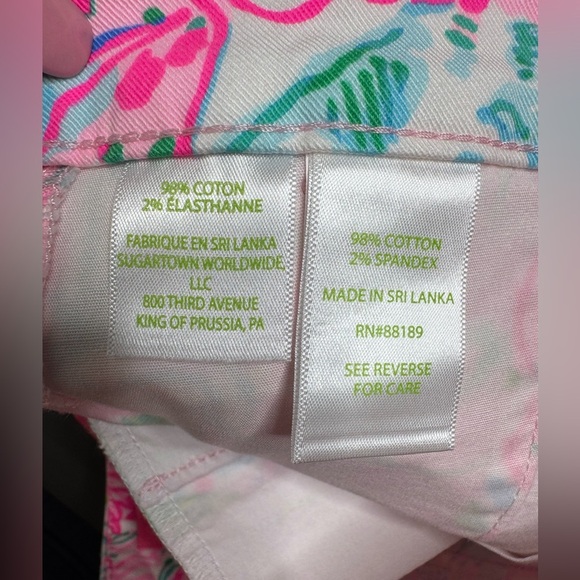 98% COTON
2% ÉLASTHANNE
FABRIQUE EN SRI LANKA
SUGARTOWN WORLDWIDE,
LLC
800 THIRD AVENUE
KING OF PRUSSIA, PA
98% COTTON
2% SPANDEX
MADE IN SRI LANKA
RN#88189
SEE REVERSE
FOR CARE